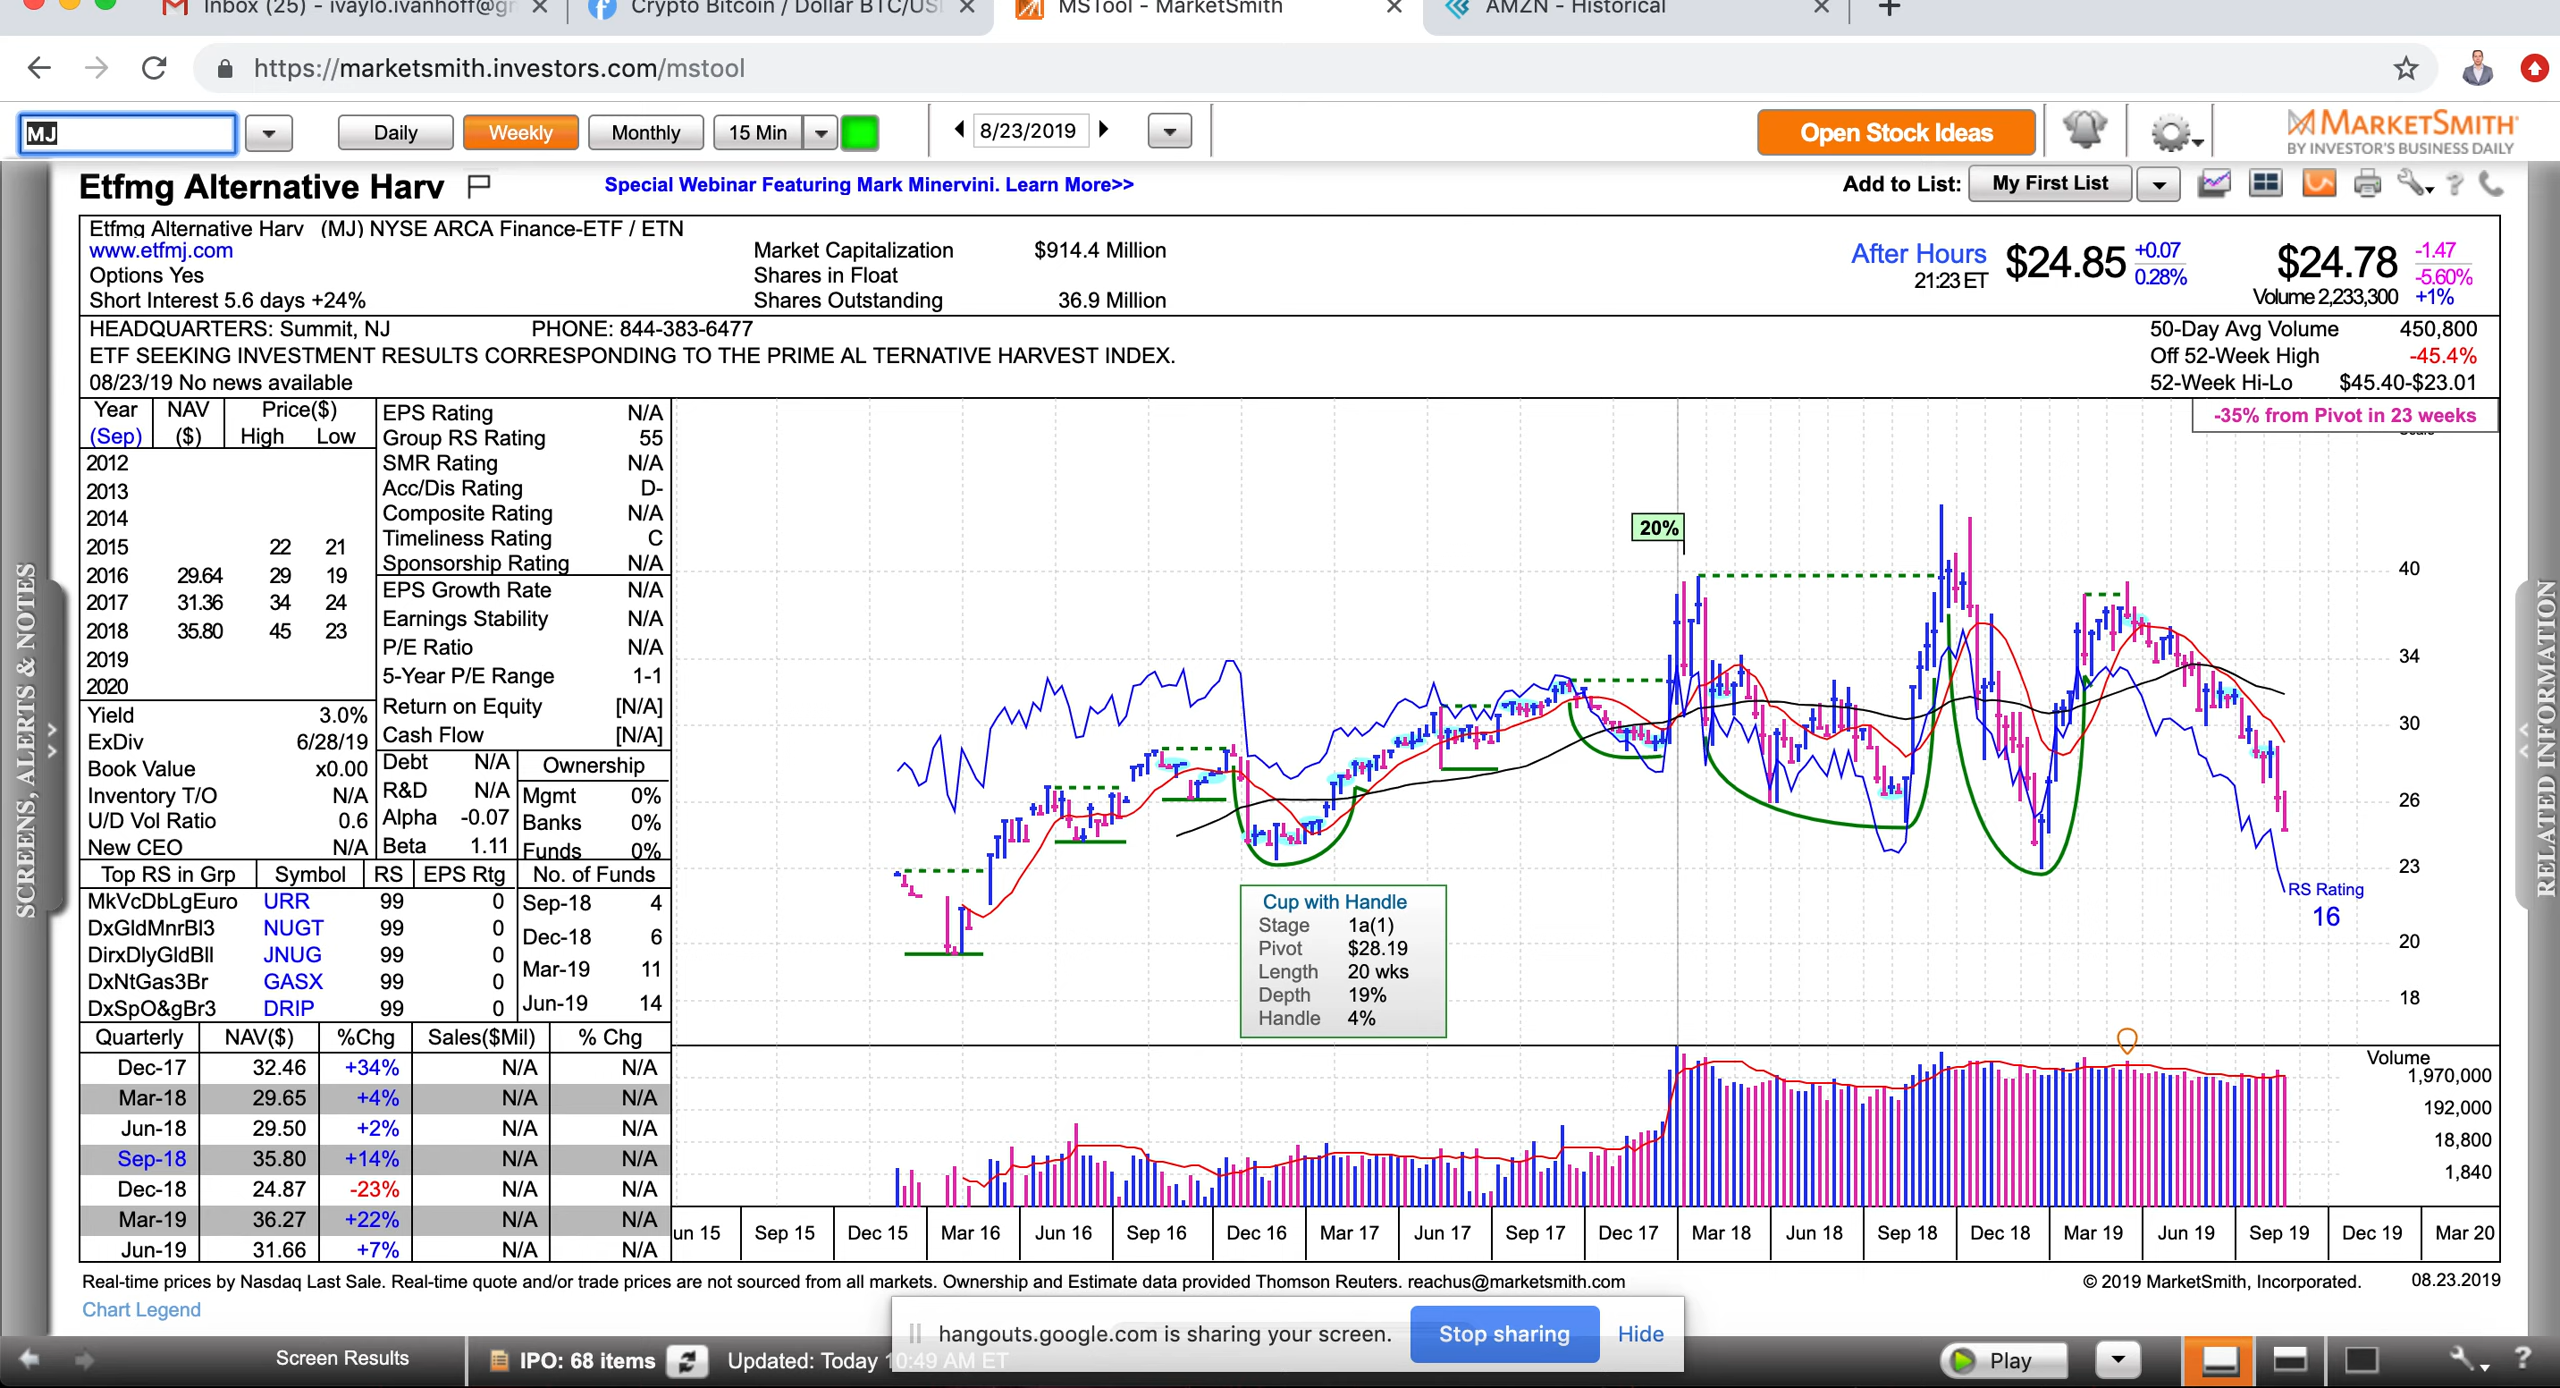 Inbox (25) - ivaylo.ivanhoff@g
Crypto Bitcoin / Dollar BTC/US
MSTool - MarketSmith
AMZN - Historical
https://marketsmith.investors.com/mstool
MJ
Daily
Weekly
Monthly
15 Min
8/23/2019
Open Stock Ideas
MARKETSMITH
BY INVESTOR'S BUSINESS DAILY
Etfmg Alternative Harv
Special Webinar Featuring Mark Minervini. Learn More>>
Add to List:
My First List
Etfmg Alternative Harv (MJ) NYSE ARCA Finance-ETF / ETN
www.etfmj.com
Options Yes
Short Interest 5.6 days +24%
Market Capitalization $914.4 Million
Shares in Float
Shares Outstanding 36.9 Million
After Hours
21:23 ET
$24.85
+0.07
0.28%
$24.78
-1.47
-5.60%
Volume 2,233,300 +1%
HEADQUARTERS: Summit, NJ PHONE: 844-383-6477
ETF SEEKING INVESTMENT RESULTS CORRESPONDING TO THE PRIME AL TERNATIVE HARVEST INDEX.
08/23/19 No news available
50-Day Avg Volume 450,800
Off 52-Week High -45.4%
52-Week Hi-Lo $45.40-$23.01
Year NAV Price($)
(Sep) ($) High Low
2012
2013
2014
2015 22 21
2016 29.64 29 19
2017 31.36 34 24
2018 35.80 45 23
2019
2020
EPS Rating N/A
Group RS Rating 55
SMR Rating N/A
Acc/Dis Rating D-
Composite Rating N/A
Timeliness Rating C
Sponsorship Rating N/A
EPS Growth Rate N/A
Earnings Stability N/A
P/E Ratio N/A
5-Year P/E Range 1-1
Return on Equity [N/A]
Cash Flow [N/A]
Yield 3.0%
ExDiv 6/28/19
Book Value x0.00
Inventory T/O N/A
U/D Vol Ratio 0.6
New CEO N/A
Debt N/A
R&D N/A
Alpha -0.07
Beta 1.11
Ownership
Mgmt 0%
Banks 0%
Funds 0%
Top RS in Grp Symbol RS EPS Rtg
MkVcDbLgEuro URR 99 0
DxGldMnrBl3 NUGT 99 0
DirxDlyGldBll JNUG 99 0
DxNtGas3Br GASX 99 0
DxSpO&gBr3 DRIP 99 0
No. of Funds
Sep-18 4
Dec-18 6
Mar-19 11
Jun-19 14
Quarterly NAV($) %Chg Sales($Mil) % Chg
Dec-17 32.46 +34% N/A N/A
Mar-18 29.65 +4% N/A N/A
Jun-18 29.50 +2% N/A N/A
Sep-18 35.80 +14% N/A N/A
Dec-18 24.87 -23% N/A N/A
Mar-19 36.27 +22% N/A N/A
Jun-19 31.66 +7% N/A N/A
-35% from Pivot in 23 weeks
20%
40
34
30
26
23
20
18
RS Rating
16
Cup with Handle
Stage 1a(1)
Pivot $28.19
Length 20 wks
Depth 19%
Handle 4%
Volume
1,970,000
192,000
18,800
1,840
un 15 Sep 15 Dec 15 Mar 16 Jun 16 Sep 16 Dec 16 Mar 17 Jun 17 Sep 17 Dec 17 Mar 18 Jun 18 Sep 18 Dec 18 Mar 19 Jun 19 Sep 19 Dec 19 Mar 20
Real-time prices by Nasdaq Last Sale. Real-time quote and/or trade prices are not sourced from all markets. Ownership and Estimate data provided Thomson Reuters. reachus@marketsmith.com
© 2019 MarketSmith, Incorporated. 08.23.2019
Chart Legend
SCREENS, ALERTS & NOTES
RELATED INFORMATION
hangouts.google.com is sharing your screen.
Stop sharing
Hide
Screen Results
IPO: 68 items
Updated: Today 10:49 AM ET
Play